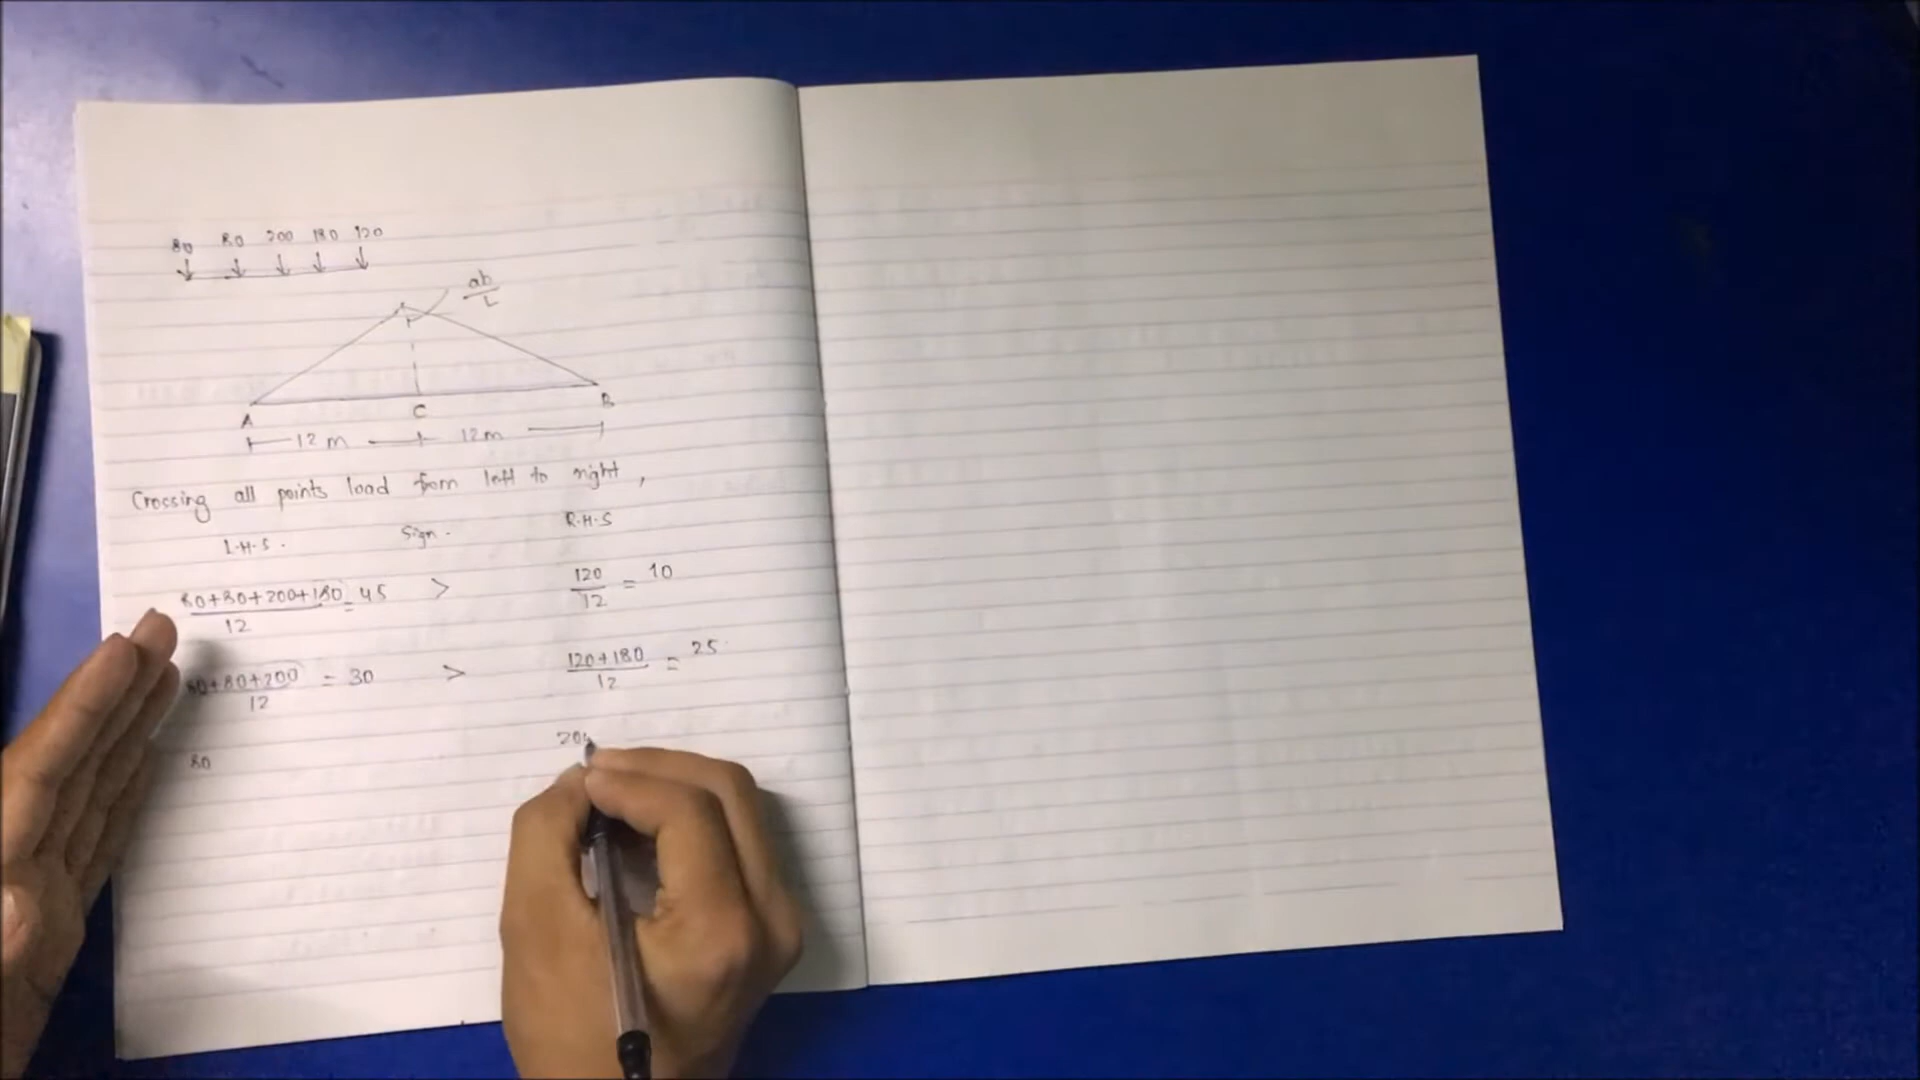 80 80 200 180 120
ab
L
A C B
12 m 12m
Crossing all points load from left to right,
L.H.S. Sign. R.H.S
80+80+200+180 = 45 > 120 = 10
12 12
80+80+200 = 30 > 120+180 = 25
12 12
80 20